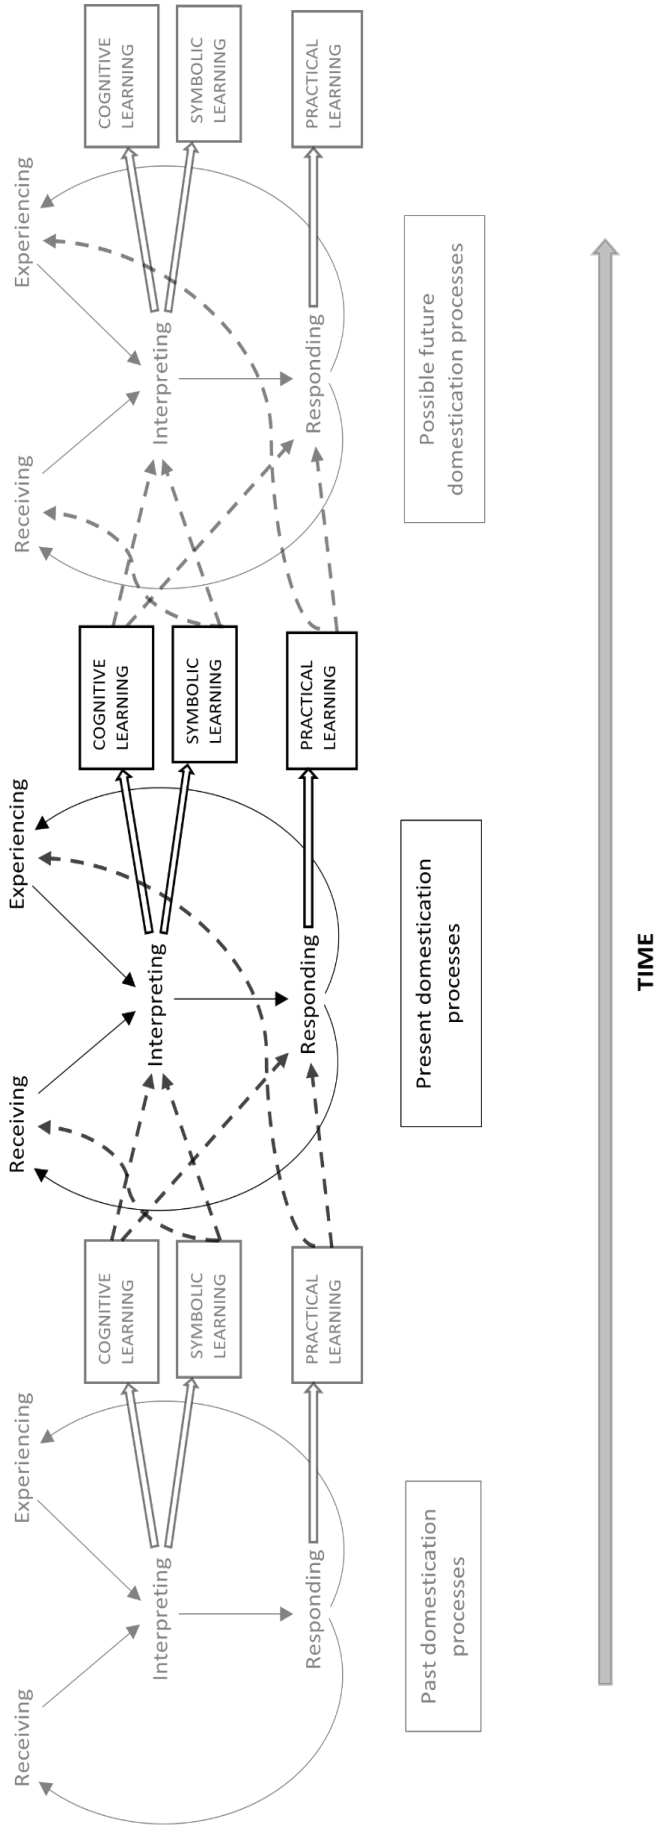 Receiving
Experiencing
Interpreting
Responding
COGNITIVE
LEARNING
SYMBOLIC
LEARNING
PRACTICAL
LEARNING
Past domestication
processes
Receiving
Experiencing
Interpreting
Responding
COGNITIVE
LEARNING
SYMBOLIC
LEARNING
PRACTICAL
LEARNING
Present domestication
processes
Receiving
Experiencing
Interpreting
Responding
COGNITIVE
LEARNING
SYMBOLIC
LEARNING
PRACTICAL
LEARNING
Possible future
domestication processes
TIME